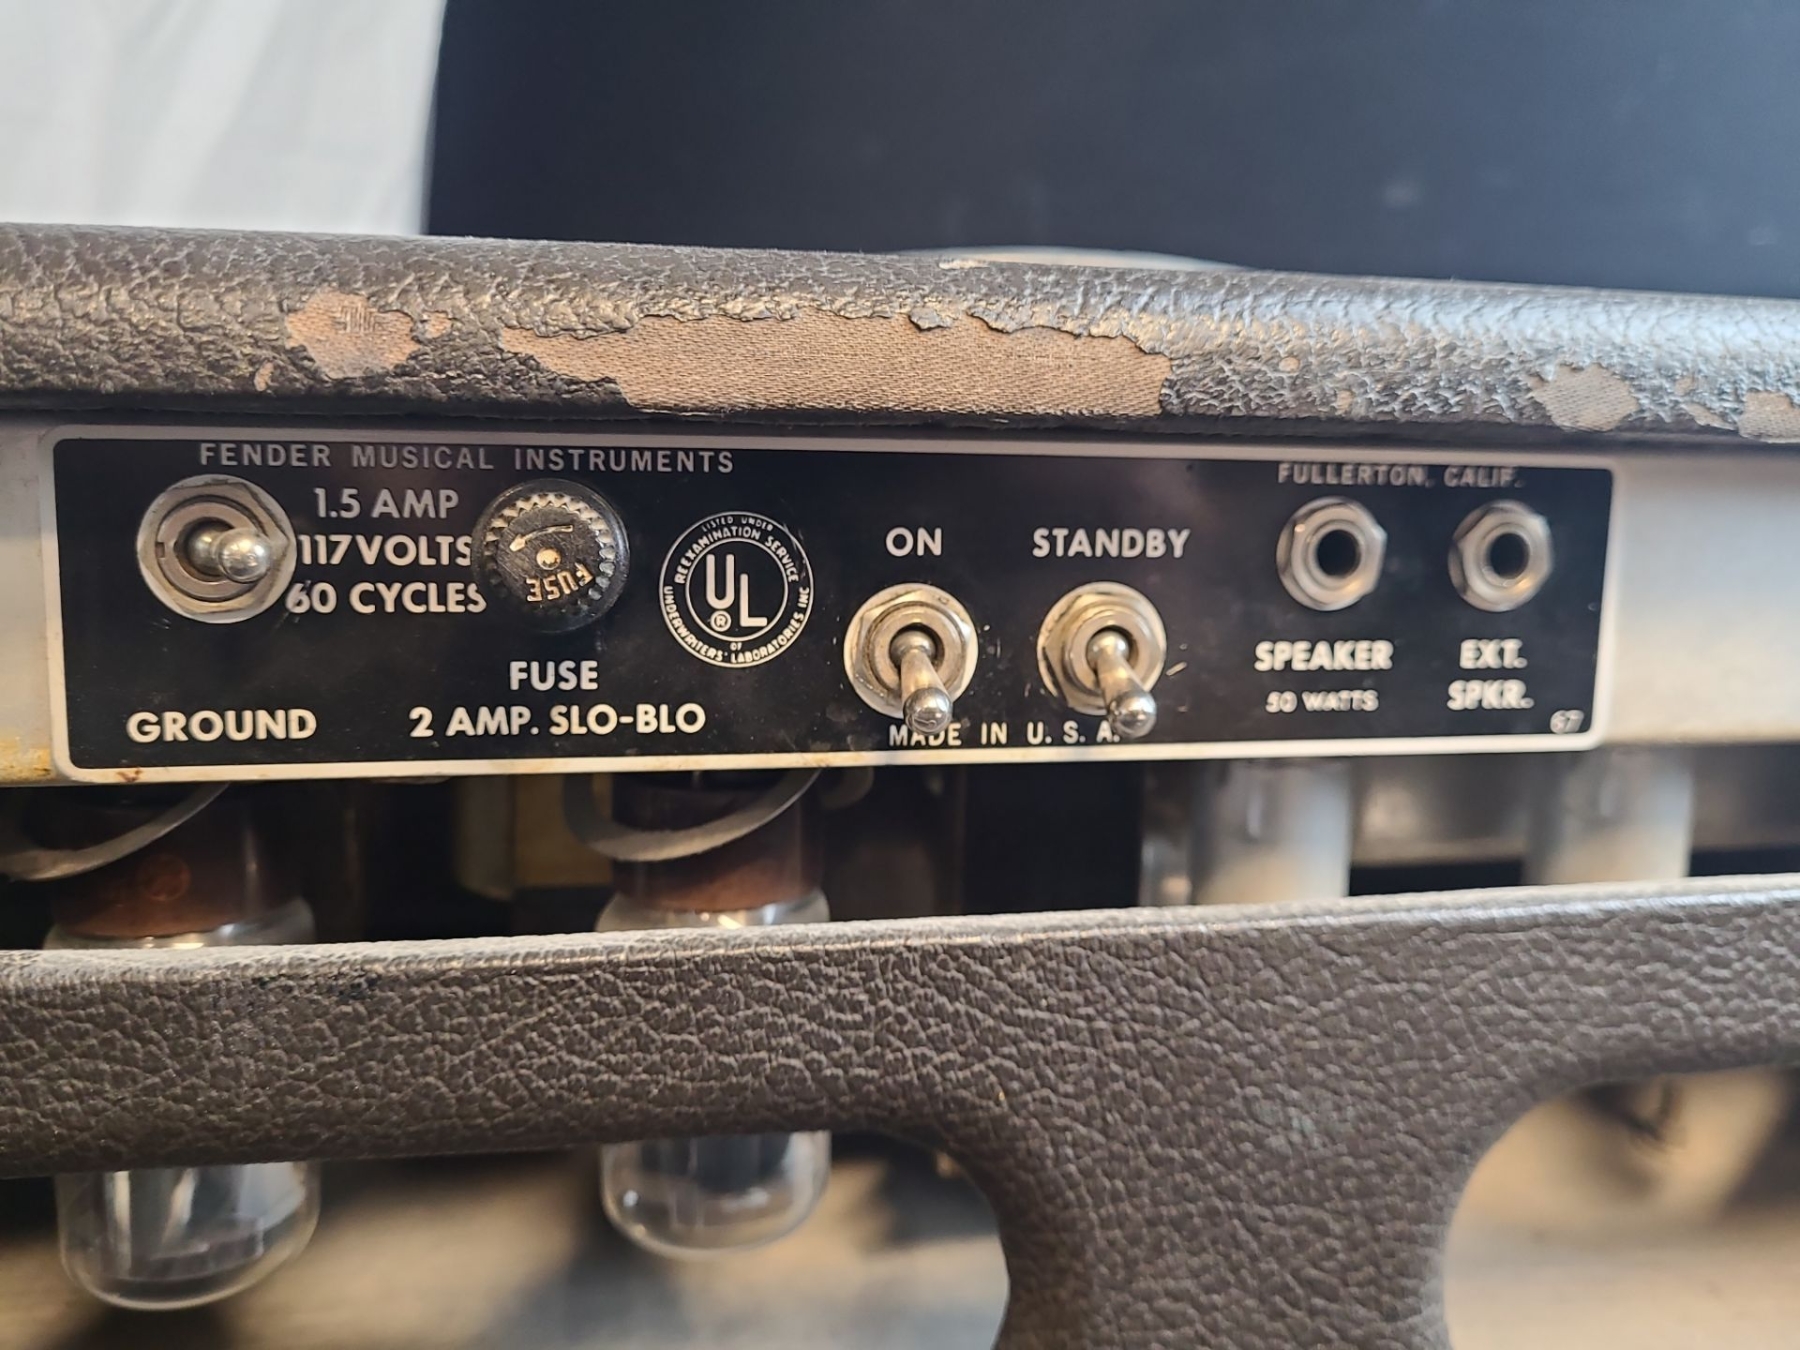 FENDER MUSICAL INSTRUMENTS
FULLERTON, CALIF.
1.5 AMP
117 VOLTS
60 CYCLES
GROUND
FUSE
FUSE
2 AMP. SLO-BLO
LISTED UNDER
REEXAMINATION SERVICE
UL
®
OF
UNDERWRITERS' LABORATORIES INC
ON
STANDBY
MADE IN U. S. A.
SPEAKER
50 WATTS
EXT.
SPKR.
67